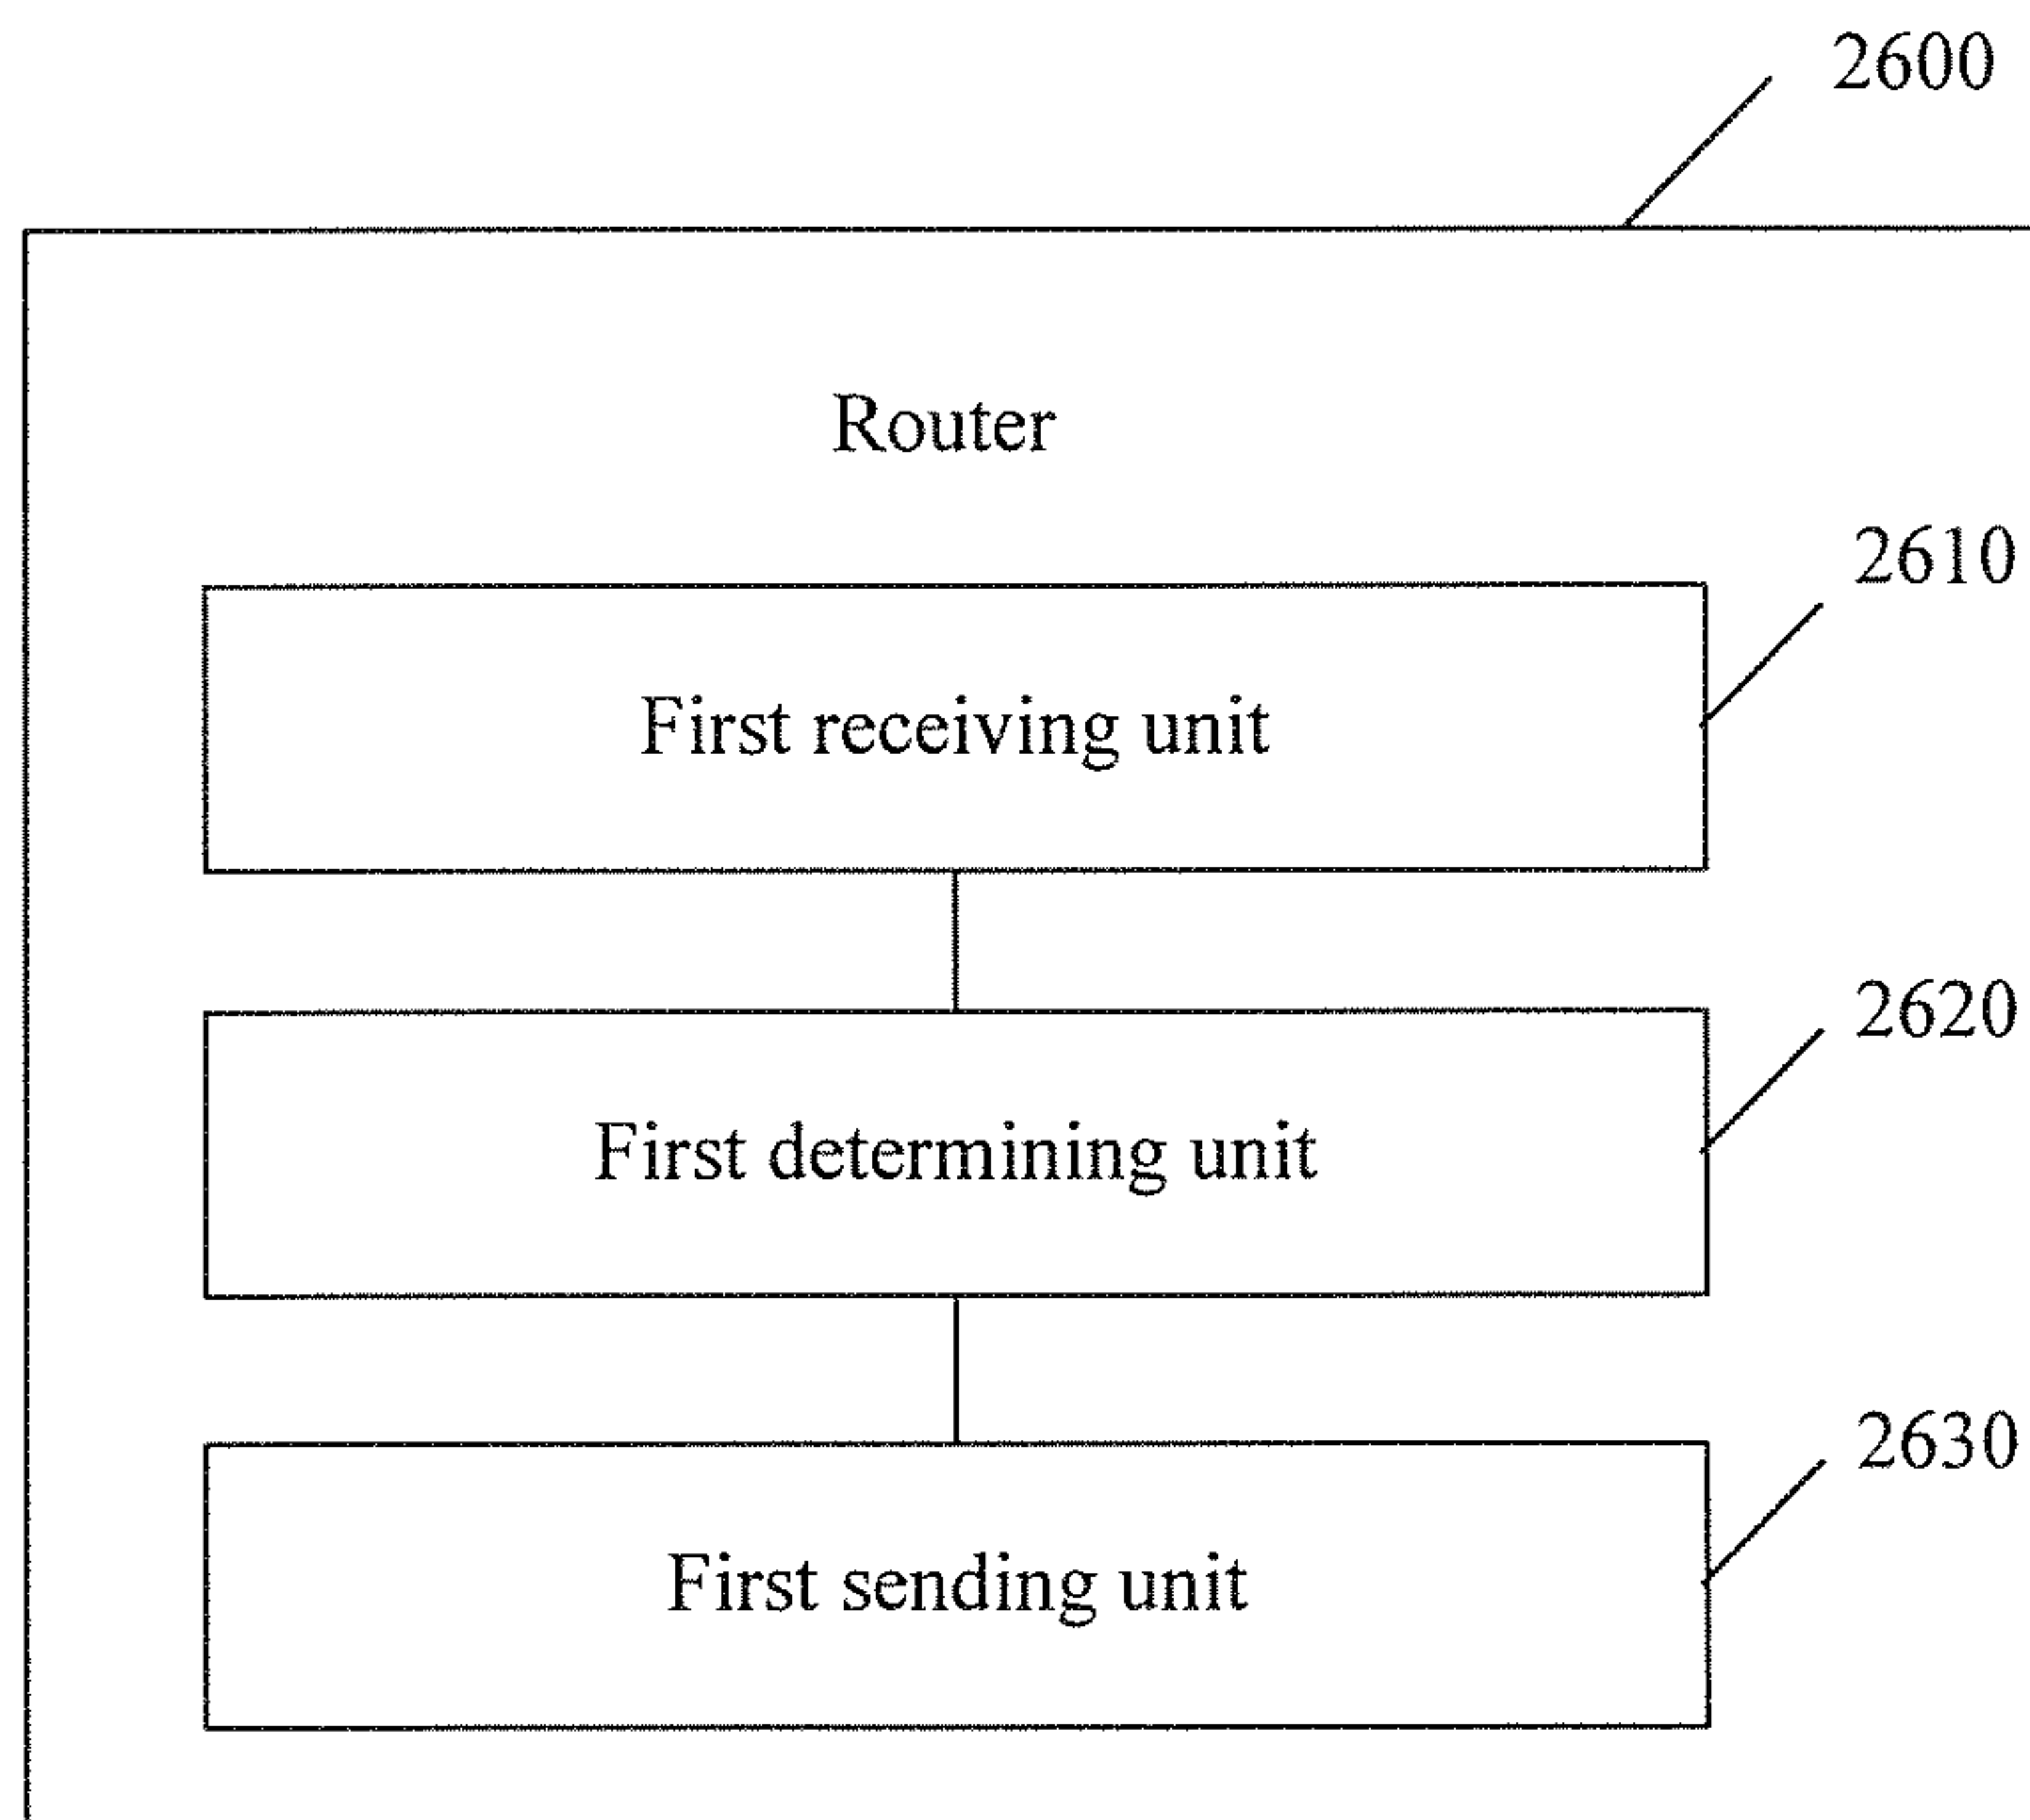 2600
Router
2610
First receiving unit
2620
First determining unit
2630
First sending unit